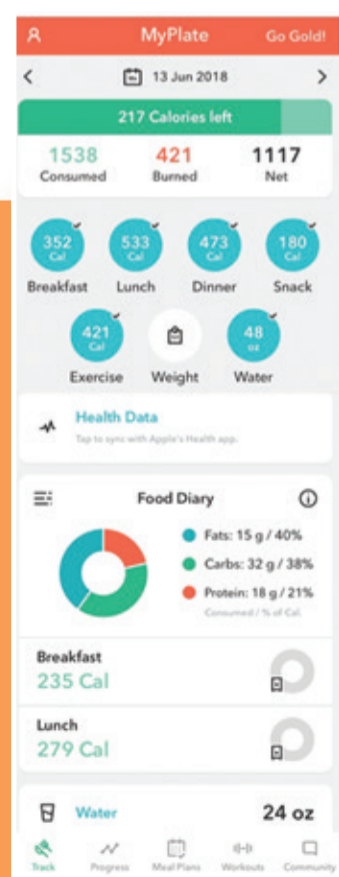 MyPlate Go Gold!
13 Jun 2018
217 Calories left
1538 421 1117
Consumed Burned Net
352 533 473 180
Cal Cal Cal Cal
Breakfast Lunch Dinner Snack
421 48
Cal oz
Exercise Weight Water
Health Data
Tap to sync with Apple's Health app.
Food Diary
Fats: 15 g / 40%
Carbs: 32 g / 38%
Protein: 18 g / 21%
Consumed / % of Cal.
Breakfast
235 Cal
Lunch
279 Cal
Water 24 oz
Track Progress Meal Plans Workouts Community